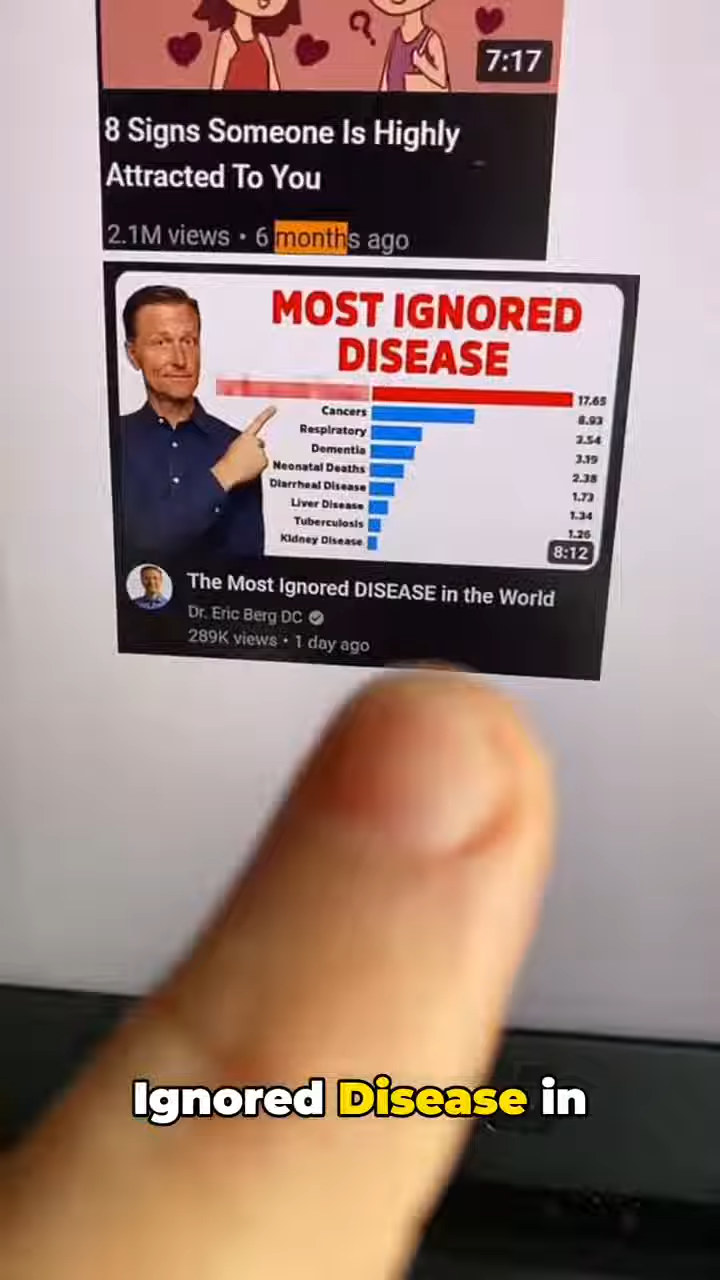 7:17
8 Signs Someone Is Highly
Attracted To You
2.1M views • 6 months ago
MOST IGNORED
DISEASE
17.65
Cancers 8.93
Respiratory 3.54
Dementia 3.19
Neonatal Deaths 2.38
Diarrheal Disease 1.73
Liver Disease 1.34
Tuberculosis 1.26
Kidney Disease
8:12
The Most Ignored DISEASE in the World
Dr. Eric Berg DC
289K views • 1 day ago
Ignored Disease in